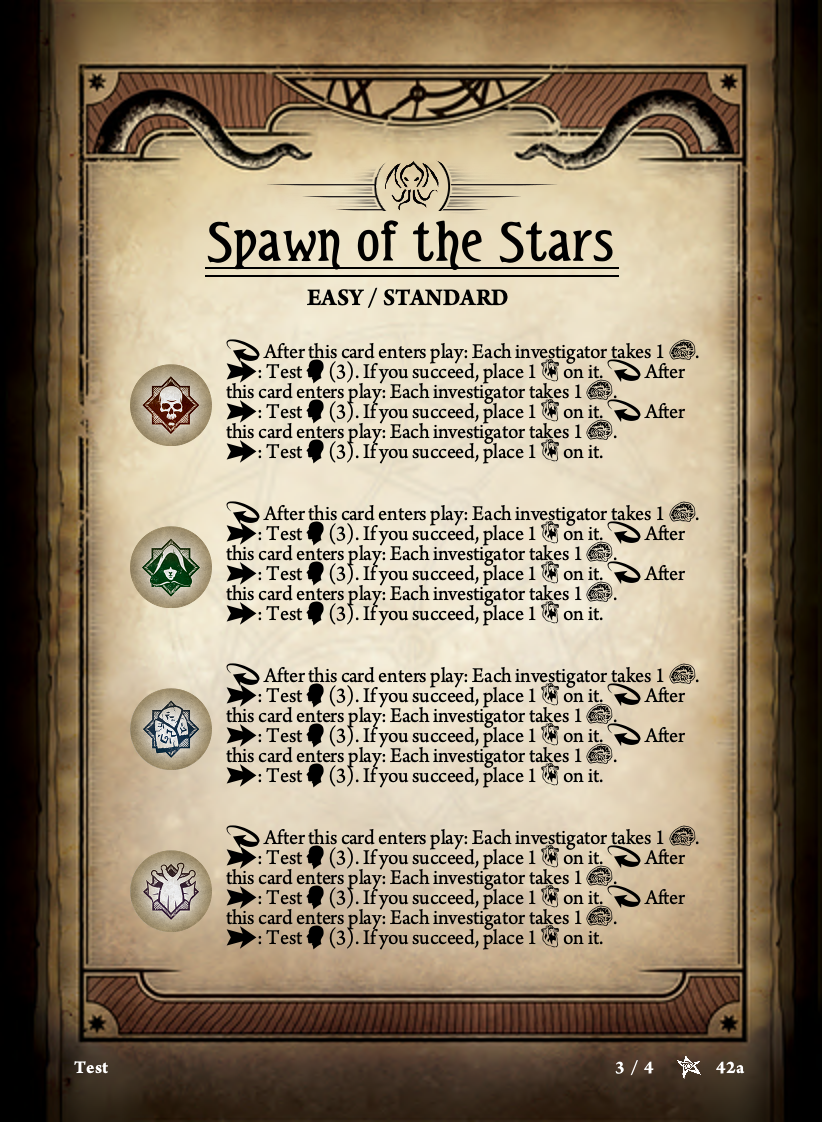 Spawn of the Stars
EASY / STANDARD
After this card enters play: Each investigator takes 1 .
: Test (3). If you succeed, place 1 on it. After
this card enters play: Each investigator takes 1 .
: Test (3). If you succeed, place 1 on it. After
this card enters play: Each investigator takes 1 .
: Test (3). If you succeed, place 1 on it.
After this card enters play: Each investigator takes 1 .
: Test (3). If you succeed, place 1 on it. After
this card enters play: Each investigator takes 1 .
: Test (3). If you succeed, place 1 on it. After
this card enters play: Each investigator takes 1 .
: Test (3). If you succeed, place 1 on it.
After this card enters play: Each investigator takes 1 .
: Test (3). If you succeed, place 1 on it. After
this card enters play: Each investigator takes 1 .
: Test (3). If you succeed, place 1 on it. After
this card enters play: Each investigator takes 1 .
: Test (3). If you succeed, place 1 on it.
After this card enters play: Each investigator takes 1 .
: Test (3). If you succeed, place 1 on it. After
this card enters play: Each investigator takes 1 .
: Test (3). If you succeed, place 1 on it. After
this card enters play: Each investigator takes 1 .
: Test (3). If you succeed, place 1 on it.
Test 3 / 4 42a